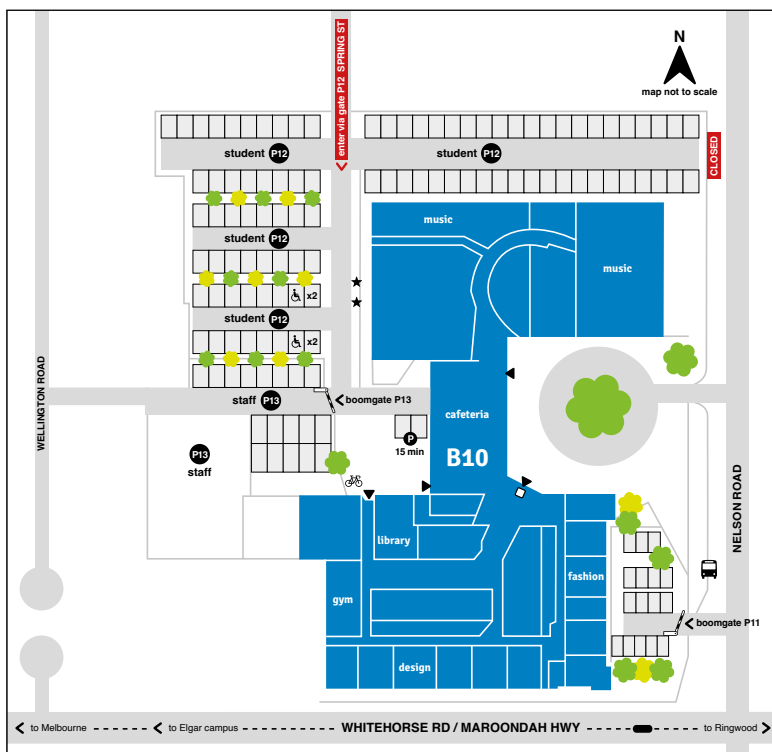 N
map not to scale
enter via gate P12 SPRING ST
CLOSED
student P12
student P12
music
student P12
music
x2
student P12
x2
WELLINGTON ROAD
staff P13
boomgate P13
cafeteria
P
15 min
P13
staff
B10
NELSON ROAD
library
fashion
gym
boomgate P11
design
to Melbourne
to Elgar campus
WHITEHORSE RD / MAROONDAH HWY
to Ringwood